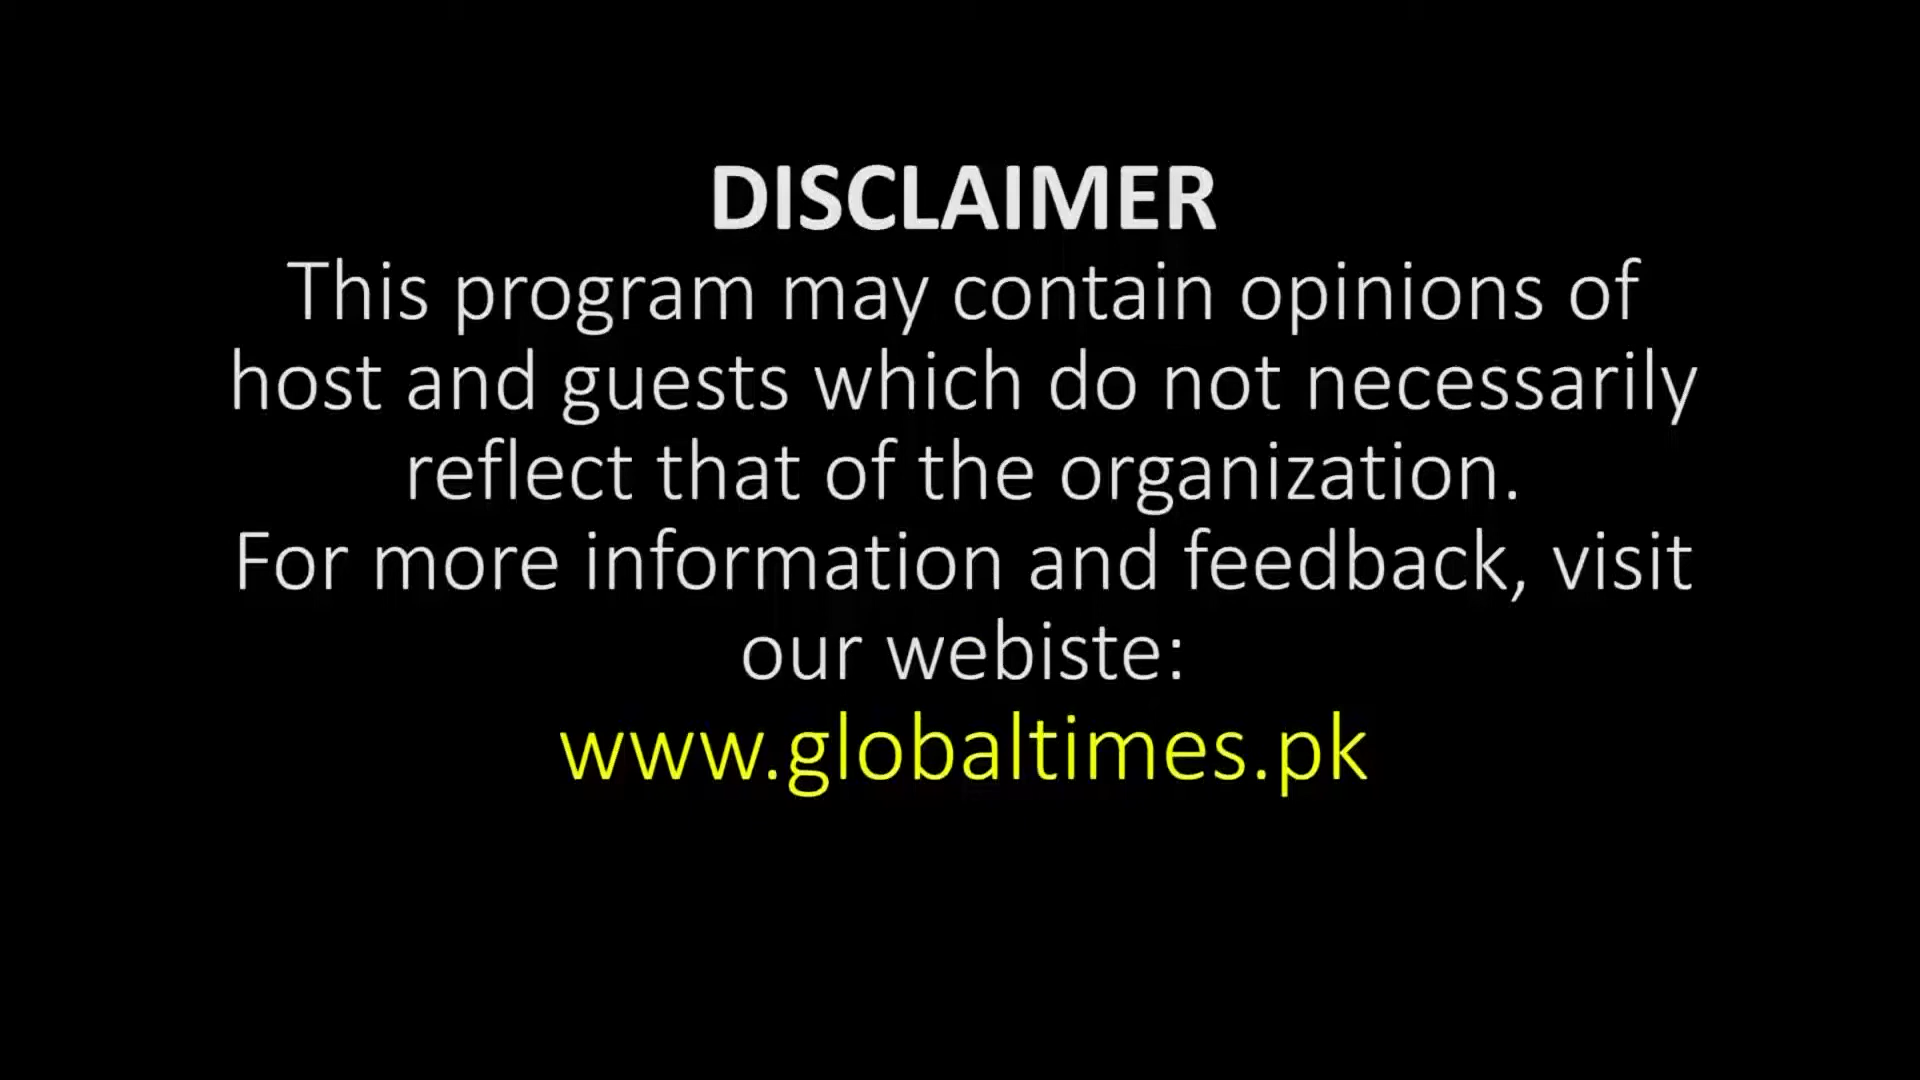 DISCLAIMER
This program may contain opinions of
host and guests which do not necessarily
reflect that of the organization.
For more information and feedback, visit
our webiste:
www.globaltimes.pk